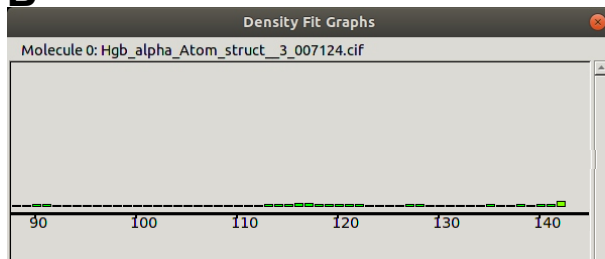 B
Density Fit Graphs
Molecule 0: Hgb_alpha_Atom_struct__3_007124.cif
90 100 110 120 130 140